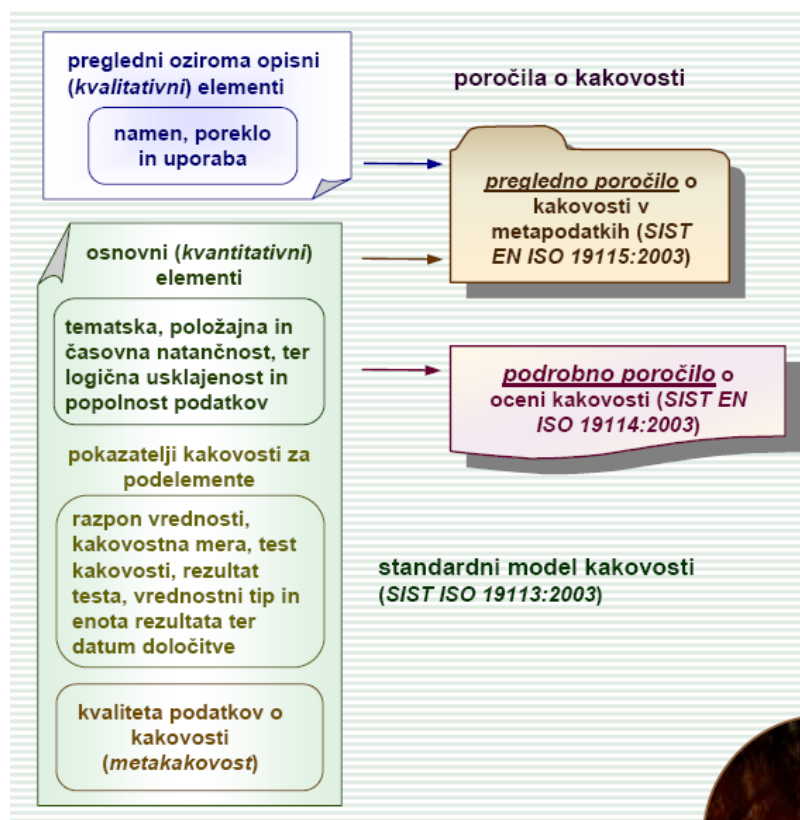 pregledni oziroma opisni
(kvalitativni) elementi
namen, poreklo
in uporaba
poročila o kakovosti
pregledno poročilo o
kakovosti v
metapodatkih (SIST
EN ISO 19115:2003)
osnovni (kvantitativni)
elementi
tematska, položajna in
časovna natančnost, ter
logična usklajenost in
popolnost podatkov
podrobno poročilo o
oceni kakovosti (SIST EN
ISO 19114:2003)
pokazatelji kakovosti za
podelemente
razpon vrednosti,
kakovostna mera, test
kakovosti, rezultat
testa, vrednostni tip in
enota rezultata ter
datum določitve
standardni model kakovosti
(SIST ISO 19113:2003)
kvaliteta podatkov o
kakovosti
(metakakovost)